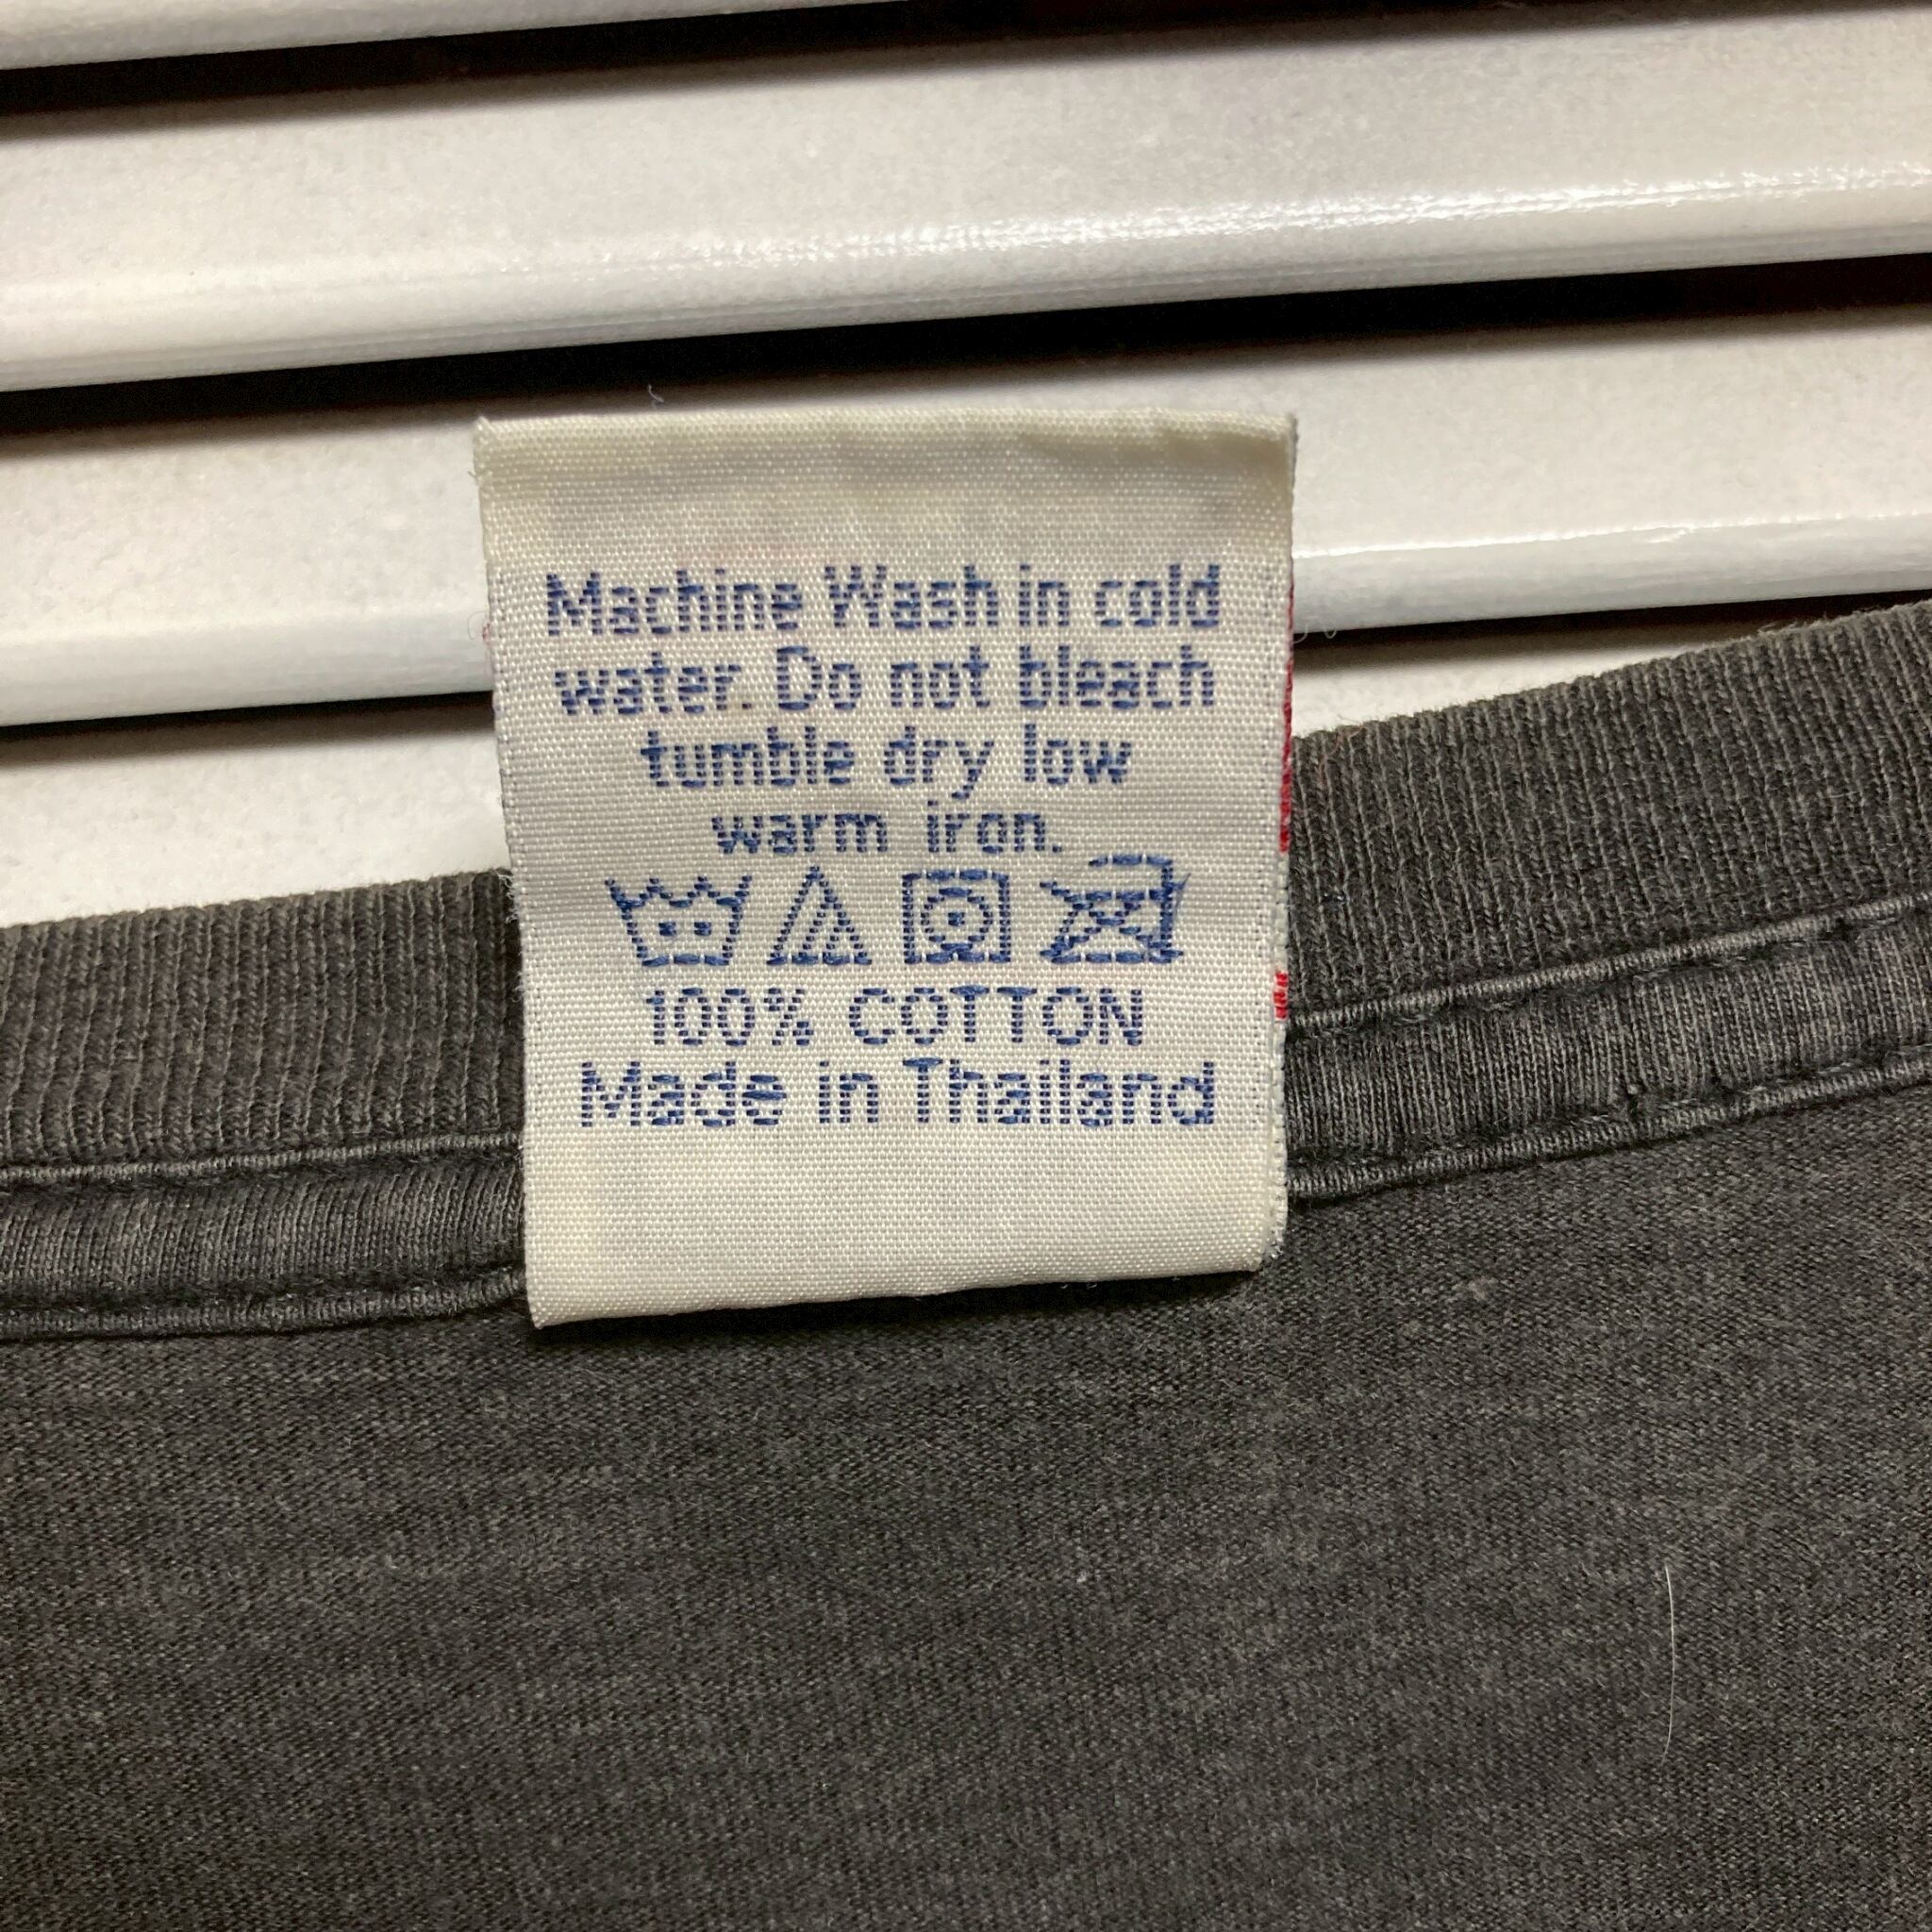 Machine Wash in cold
water. Do not bleach
tumble dry low
warm iron.
100% COTTON
Made in Thailand